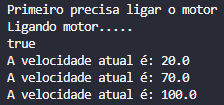 Primeiro precisa ligar o motor
Ligando motor.....
true
A velocidade atual é: 20.0
A velocidade atual é: 70.0
A velocidade atual é: 100.0